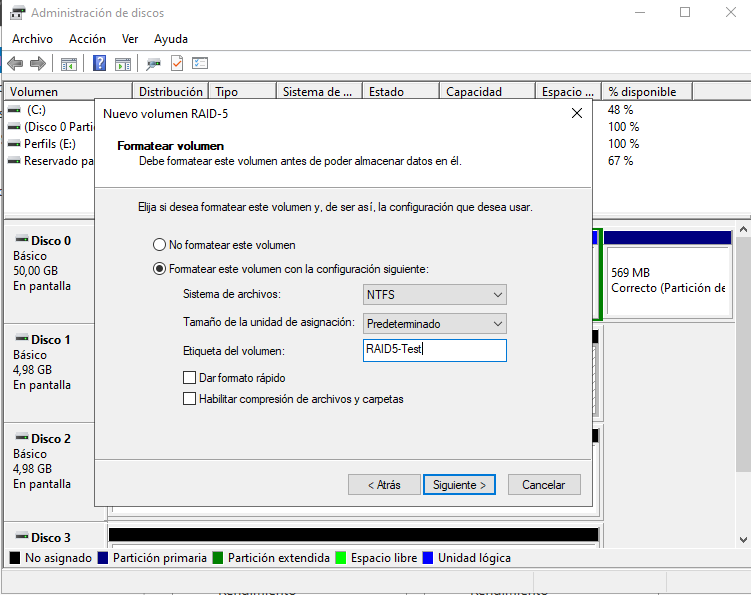 Administración de discos
Archivo Acción Ver Ayuda
Volumen Distribución Tipo Sistema de ... Estado Capacidad Espacio ... % disponible
(C:) 48 %
(Disco 0 Parti 100 %
Perfils (E:) 100 %
Reservado pa 67 %
Nuevo volumen RAID-5
Formatear volumen
Debe formatear este volumen antes de poder almacenar datos en él.
Elija si desea formatear este volumen y, de ser así, la configuración que desea usar.
No formatear este volumen
Formatear este volumen con la configuración siguiente:
Sistema de archivos: NTFS
Tamaño de la unidad de asignación: Predeterminado
Etiqueta del volumen: RAID5-Test
Dar formato rápido
Habilitar compresión de archivos y carpetas
< Atrás Siguiente > Cancelar
Disco 0
Básico
50,00 GB
En pantalla
569 MB
Correcto (Partición de
Disco 1
Básico
4,98 GB
En pantalla
Disco 2
Básico
4,98 GB
En pantalla
Disco 3
No asignado Partición primaria Partición extendida Espacio libre Unidad lógica